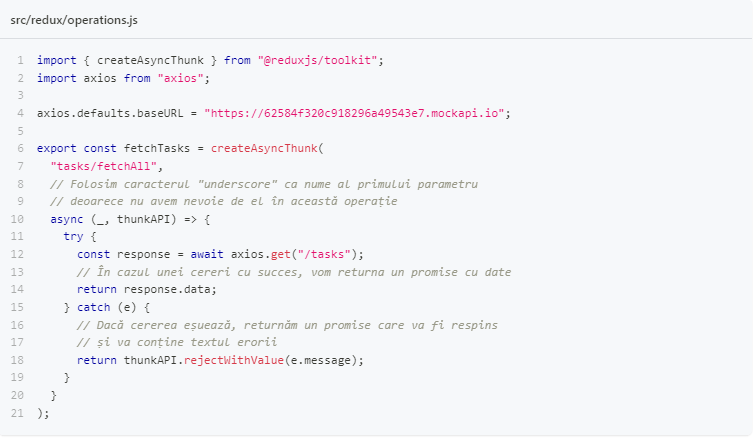 src/redux/operations.js
1 import { createAsyncThunk } from "@reduxjs/toolkit";
2 import axios from "axios";
3
4 axios.defaults.baseURL = "https://62584f320c918296a49543e7.mockapi.io";
5
6 export const fetchTasks = createAsyncThunk(
7   "tasks/fetchAll",
8   // Folosim caracterul "underscore" ca nume al primului parametru
9   // deoarece nu avem nevoie de el în această operație
10   async (_, thunkAPI) => {
11     try {
12       const response = await axios.get("/tasks");
13       // În cazul unei cereri cu succes, vom returna un promise cu date
14       return response.data;
15     } catch (e) {
16       // Dacă cererea eșuează, returnăm un promise care va fi respins
17       // și va conține textul erorii
18       return thunkAPI.rejectWithValue(e.message);
19     }
20   }
21 );